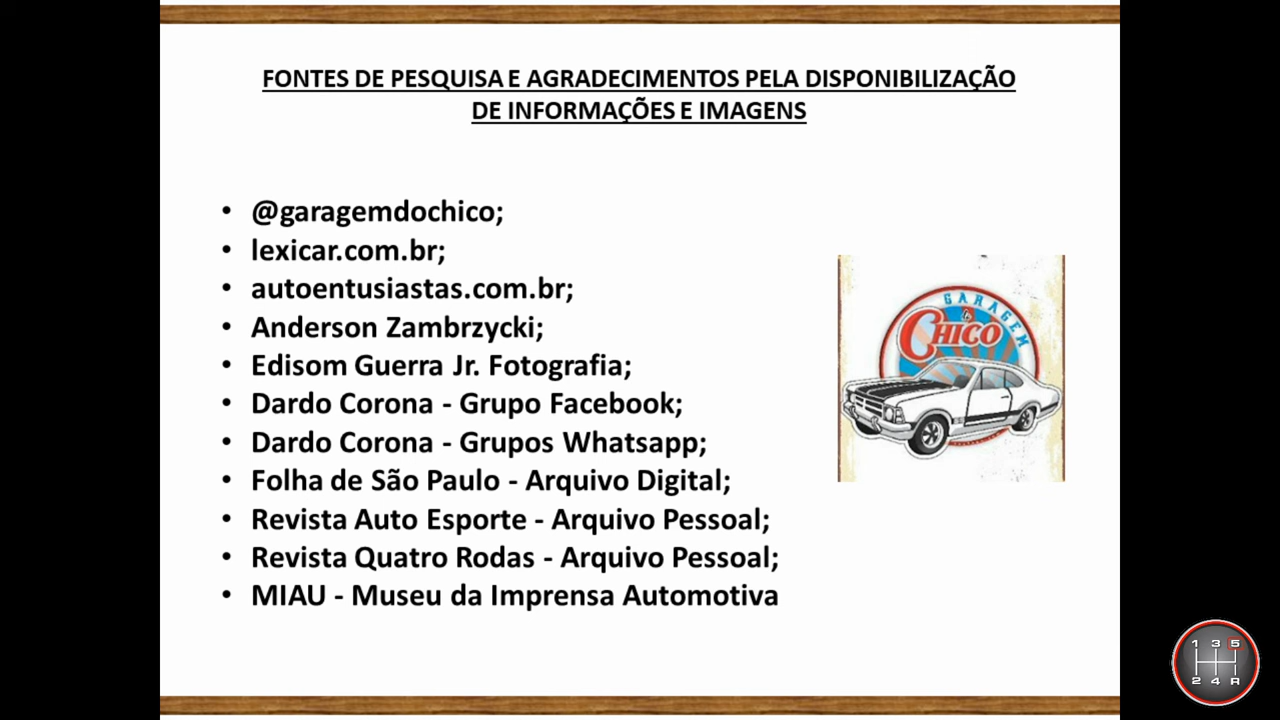 FONTES DE PESQUISA E AGRADECIMENTOS PELA DISPONIBILIZAÇÃO
DE INFORMAÇÕES E IMAGENS
• @garagemdochico;
• lexicar.com.br;
• autoentusiastas.com.br;
• Anderson Zambrzycki;
• Edisom Guerra Jr. Fotografia;
• Dardo Corona - Grupo Facebook;
• Dardo Corona - Grupos Whatsapp;
• Folha de São Paulo - Arquivo Digital;
• Revista Auto Esporte - Arquivo Pessoal;
• Revista Quatro Rodas - Arquivo Pessoal;
• MIAU - Museu da Imprensa Automotiva
GARAGEM
CHICO
1 3 5
2 4 R